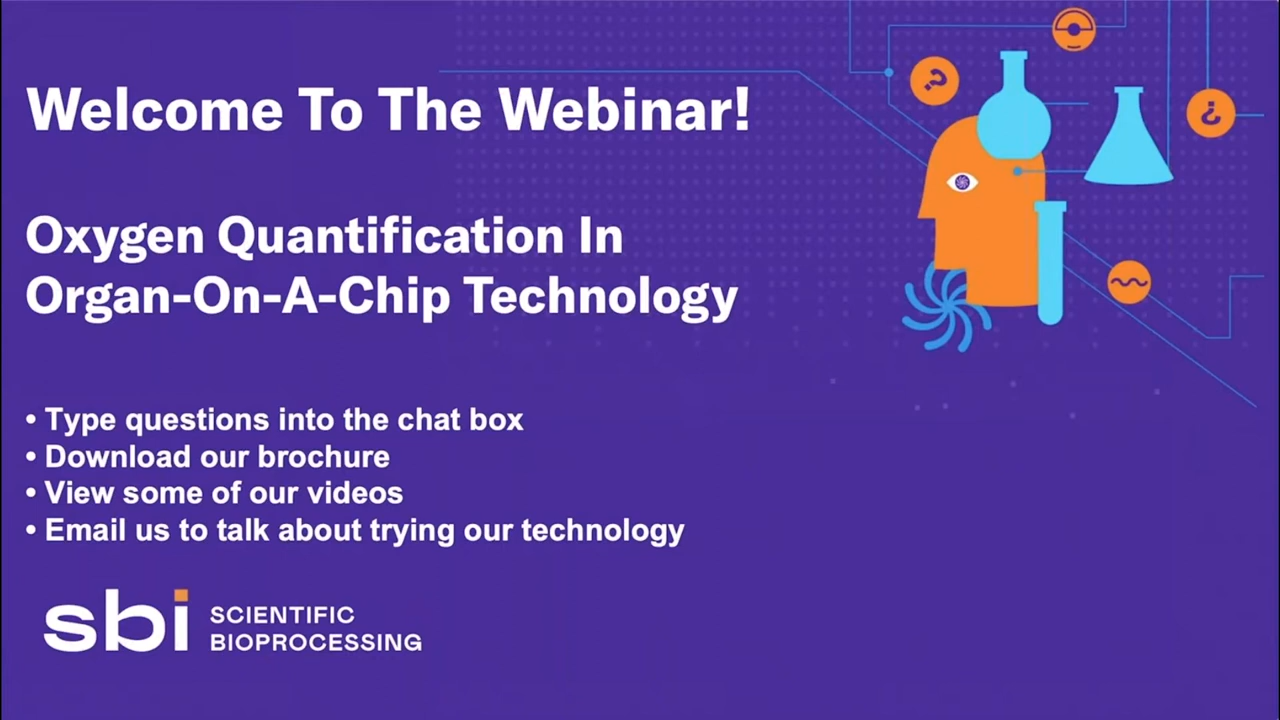 Welcome To The Webinar!
Oxygen Quantification In
Organ-On-A-Chip Technology
• Type questions into the chat box
• Download our brochure
• View some of our videos
• Email us to talk about trying our technology
sbi SCIENTIFIC
BIOPROCESSING